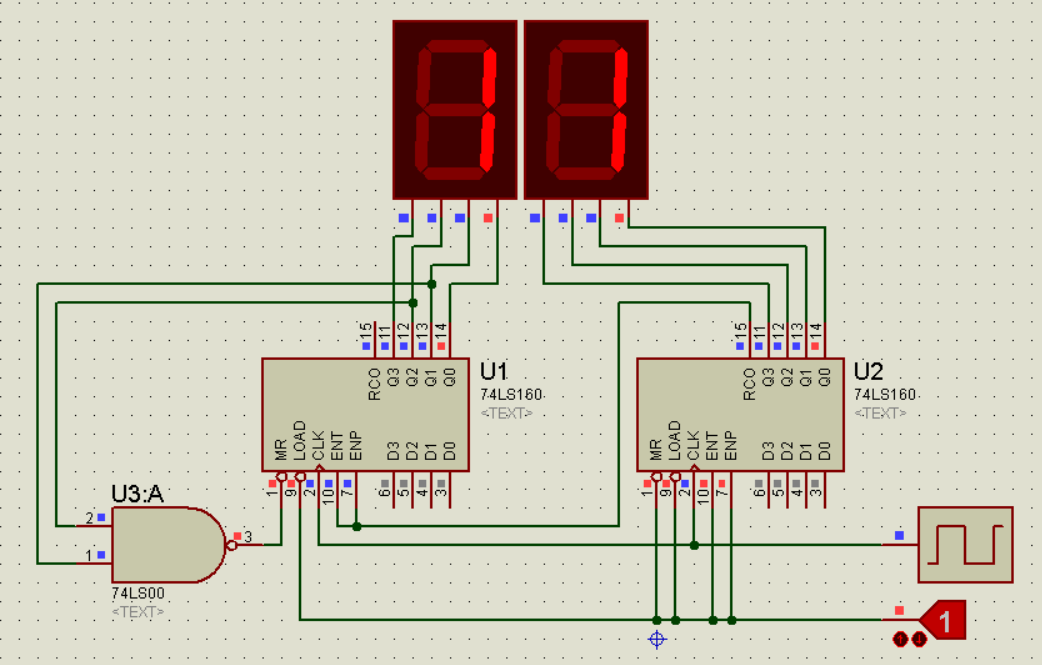 11
15 11 12 13 14
15 11 12 13 14
RCO Q3 Q2 Q1 Q0
U1
74LS160
<TEXT>
RCO Q3 Q2 Q1 Q0
U2
74LS160
<TEXT>
MR LOAD CLK ENT ENP D3 D2 D1 D0
MR LOAD CLK ENT ENP D3 D2 D1 D0
1 9 2 10 7 6 5 4 3
1 9 2 10 7 6 5 4 3
U3:A
2
3
1
74LS00
<TEXT>
1